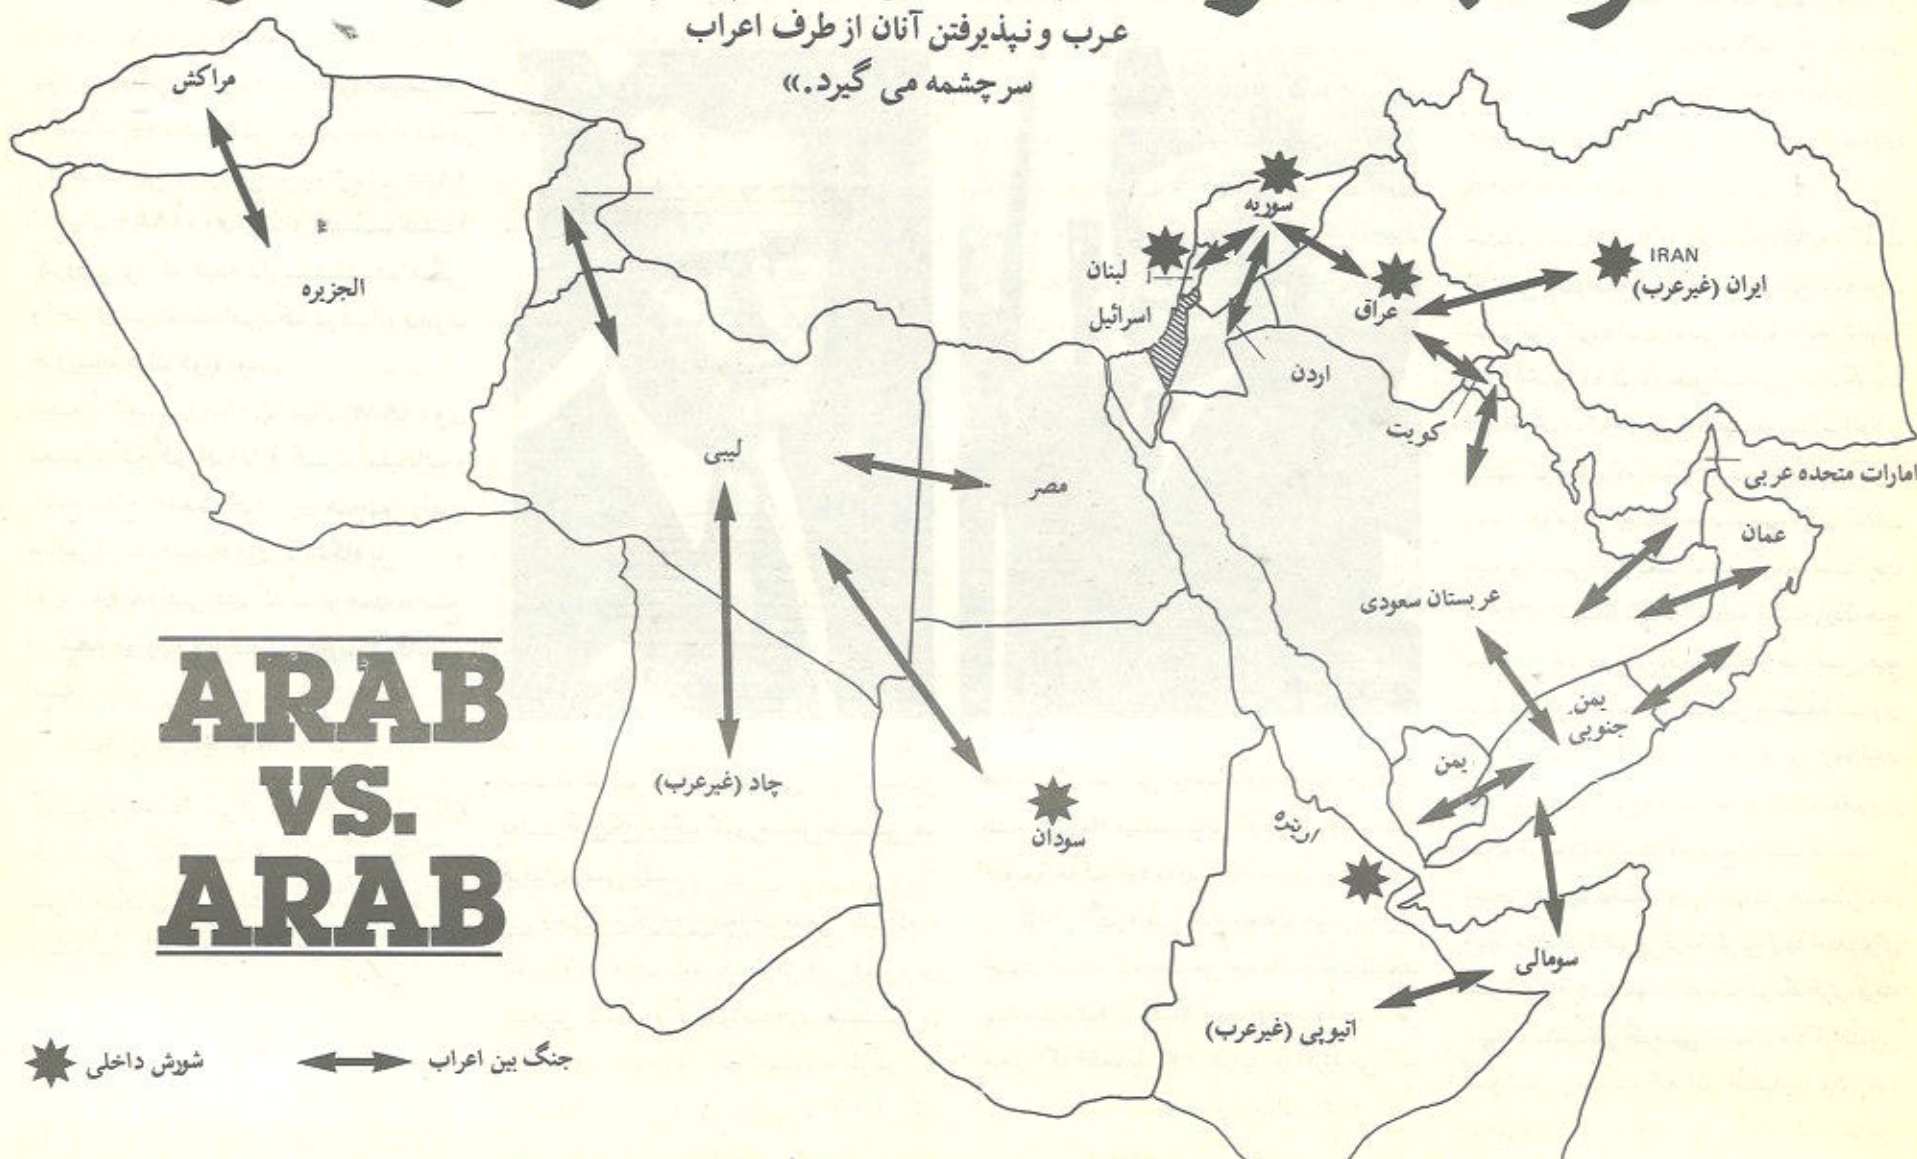 عرب و نپذیرفتن آنان از طرف اعراب
سرچشمه می گیرد.»
مراکش
الجزیره
لیبی
مصر
چاد (غیرعرب)
سودان
سوریه
لبنان
اسرائیل
اردن
عراق
IRAN
ایران (غیرعرب)
کویت
امارات متحده عربی
عمان
عربستان سعودی
یمن
جنوبی
یمن
سومالی
اتیوپی (غیرعرب)
ARAB
VS.
ARAB
جنگ بین اعراب
شورش داخلی